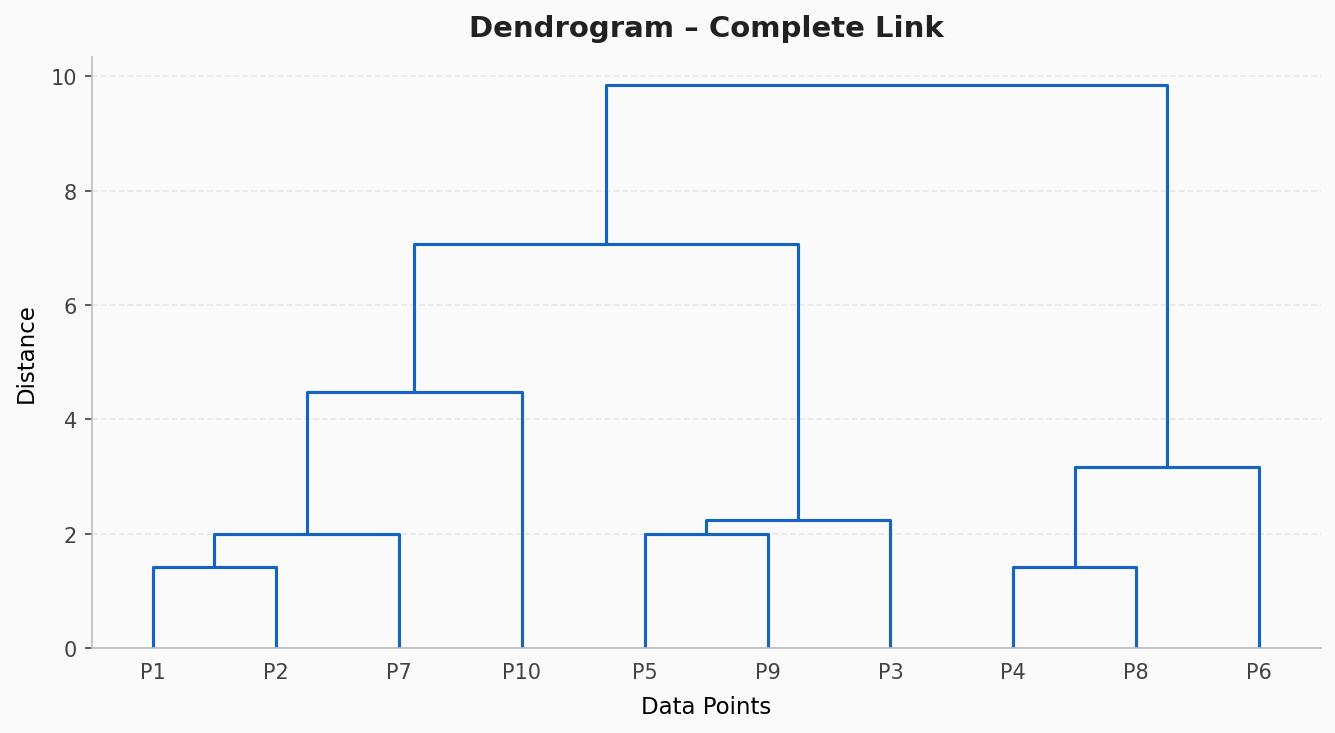 Dendrogram – Complete Link
10
8
6
4
2
0
Distance
P1 P2 P7 P10 P5 P9 P3 P4 P8 P6
Data Points